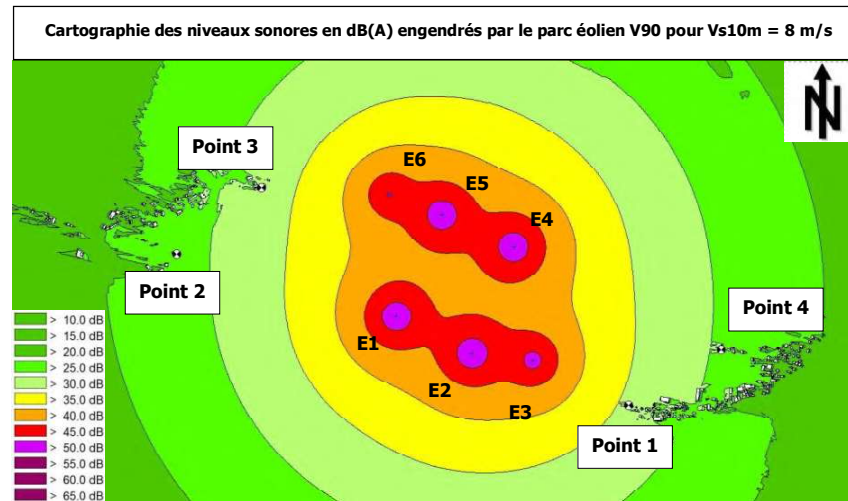 Cartographie des niveaux sonores en dB(A) engendrés par le parc éolien V90 pour Vs10m = 8 m/s
N
Point 3
E6
E5
E4
Point 2
Point 4
E1
E2
E3
Point 1
> 10.0 dB
> 15.0 dB
> 20.0 dB
> 25.0 dB
> 30.0 dB
> 35.0 dB
> 40.0 dB
> 45.0 dB
> 50.0 dB
> 55.0 dB
> 60.0 dB
> 65.0 dB